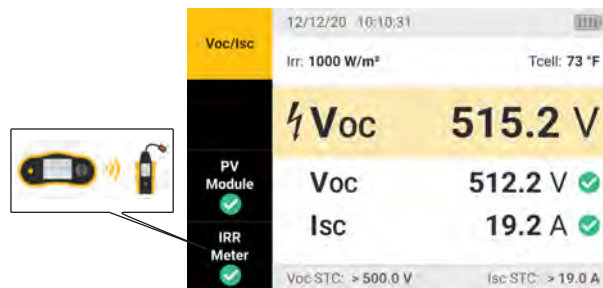 12/12/20 10:10:31
Voc/Isc
Irr: 1000 W/m² Tcell: 73 °F
Voc 515.2 V
PV Module
Voc 512.2 V
Isc 19.2 A
IRR Meter
Voc STC: > 500.0 V Isc STC: > 19.0 A